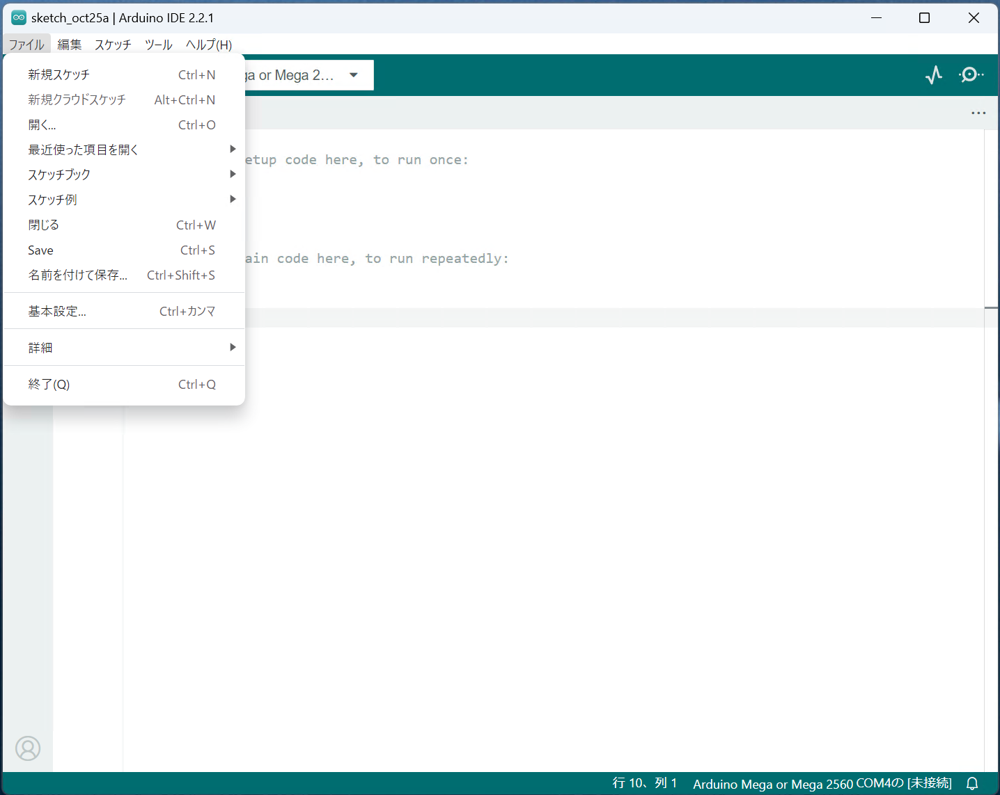 sketch_oct25a | Arduino IDE 2.2.1
ファイル 編集 スケッチ ツール ヘルプ(H)
新規スケッチ Ctrl+N
新規クラウドスケッチ Alt+Ctrl+N
開く... Ctrl+O
最近使った項目を開く
スケッチブック
スケッチ例
閉じる Ctrl+W
Save Ctrl+S
名前を付けて保存... Ctrl+Shift+S
基本設定... Ctrl+カンマ
詳細
終了(Q) Ctrl+Q
ga or Mega 2...
etup code here, to run once:
ain code here, to run repeatedly:
行 10、列 1 Arduino Mega or Mega 2560 COM4の [未接続]